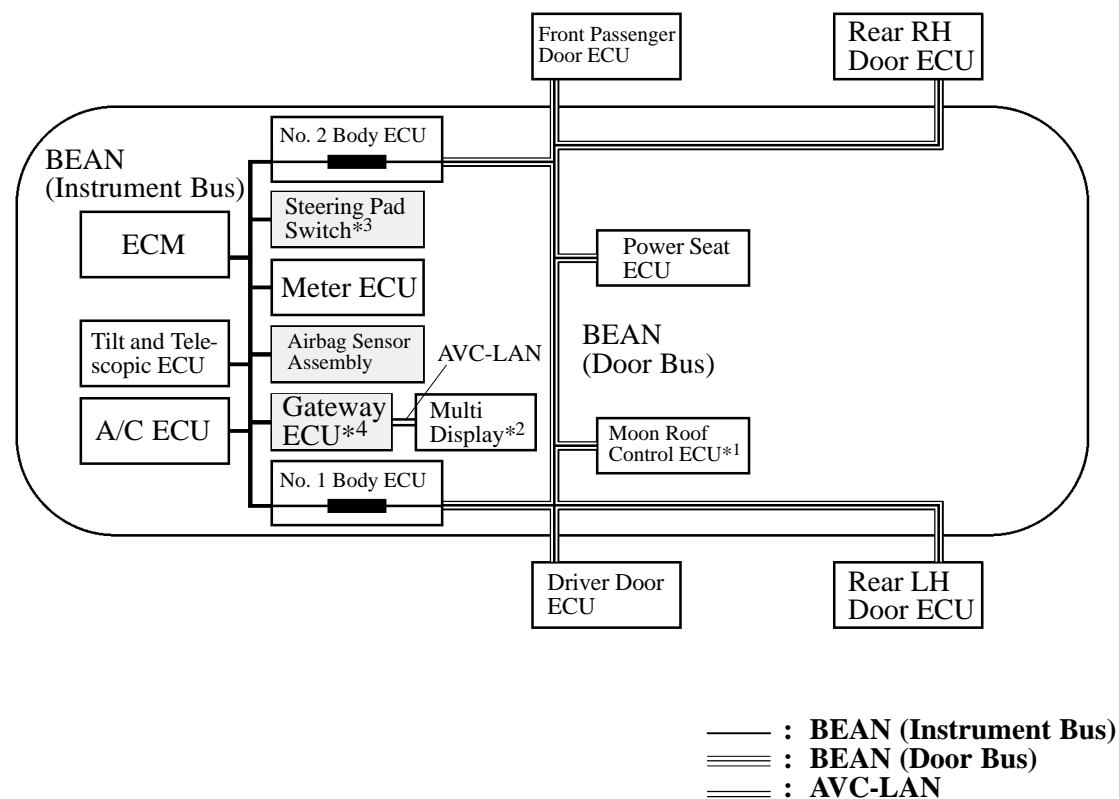 Front Passenger
Door ECU
Rear RH
Door ECU
No. 2 Body ECU
BEAN
(Instrument Bus)
Steering Pad
Switch*3
ECM
Power Seat
ECU
Meter ECU
Tilt and Tele-
scopic ECU
Airbag Sensor
Assembly
AVC-LAN
BEAN
(Door Bus)
A/C ECU
Gateway
ECU*4
Multi
Display*2
Moon Roof
Control ECU*1
No. 1 Body ECU
Driver Door
ECU
Rear LH
Door ECU
: BEAN (Instrument Bus)
: BEAN (Door Bus)
: AVC-LAN